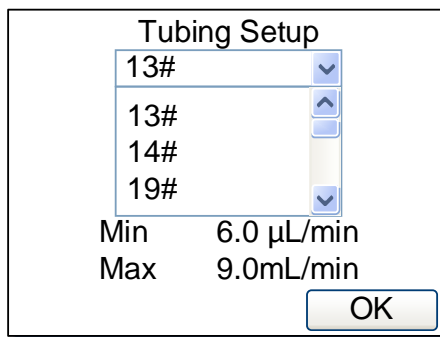 Tubing Setup
13#
13#
14#
19#
Min 6.0 µL/min
Max 9.0mL/min
OK